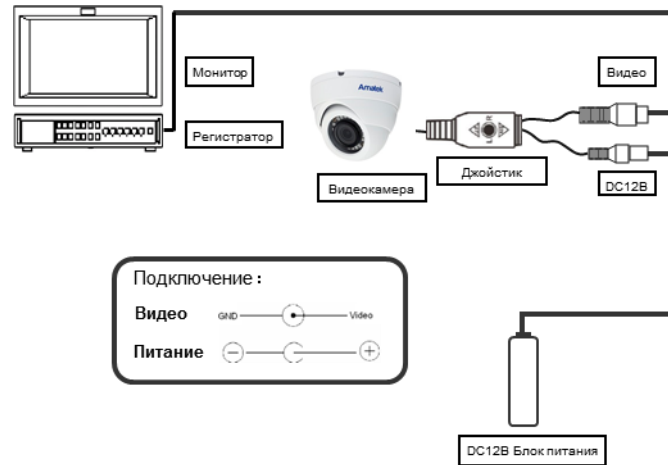 Монитор
Видео
Amatek
Регистратор
L
R
Видеокамера
Джойстик
DC12В
Подключение :
Видео GND Video
Питание − +
DC12В Блок питания